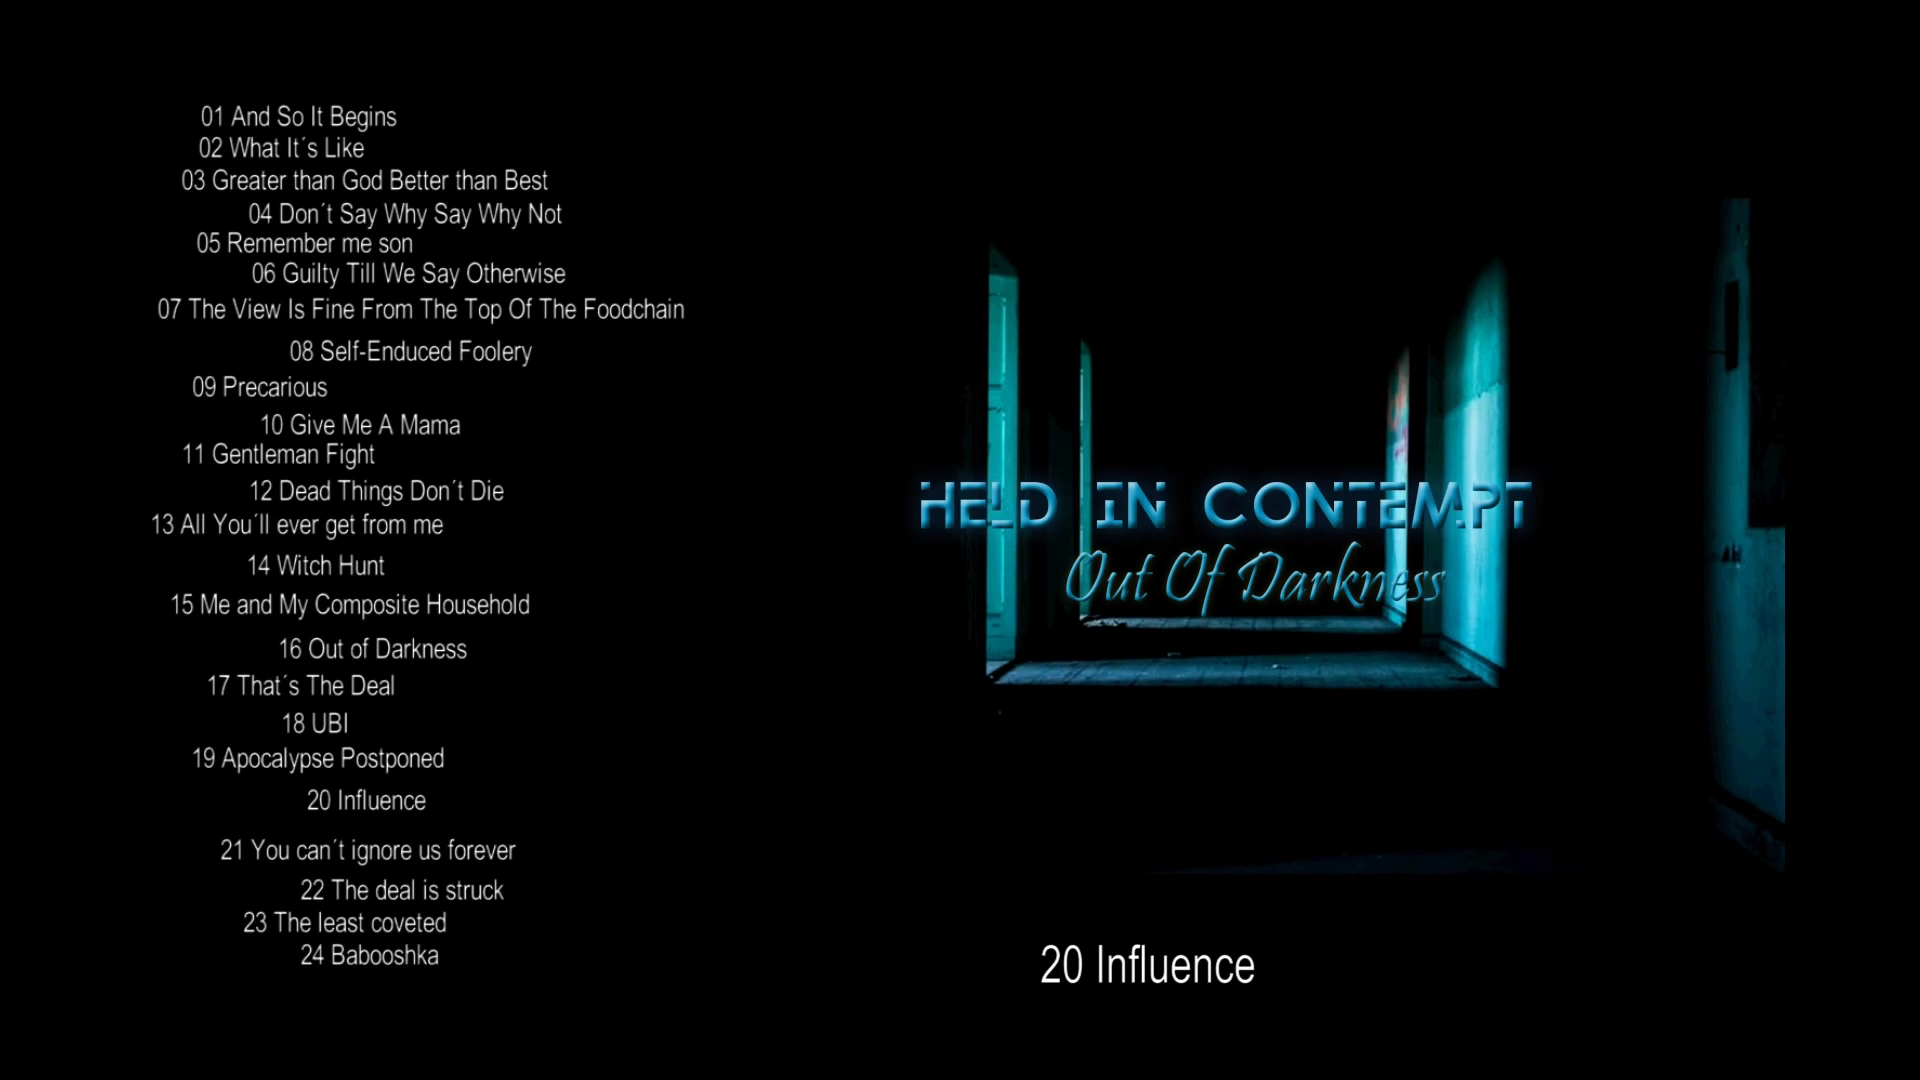 01 And So It Begins
02 What It´s Like
03 Greater than God Better than Best
04 Don´t Say Why Say Why Not
05 Remember me son
06 Guilty Till We Say Otherwise
07 The View Is Fine From The Top Of The Foodchain
08 Self-Enduced Foolery
09 Precarious
10 Give Me A Mama
11 Gentleman Fight
12 Dead Things Don´t Die
13 All You´ll ever get from me
14 Witch Hunt
15 Me and My Composite Household
16 Out of Darkness
17 That´s The Deal
18 UBI
19 Apocalypse Postponed
20 Influence
21 You can´t ignore us forever
22 The deal is struck
23 The least coveted
24 Babooshka
HELD IN CONTEMPT
Out Of Darkness
20 Influence